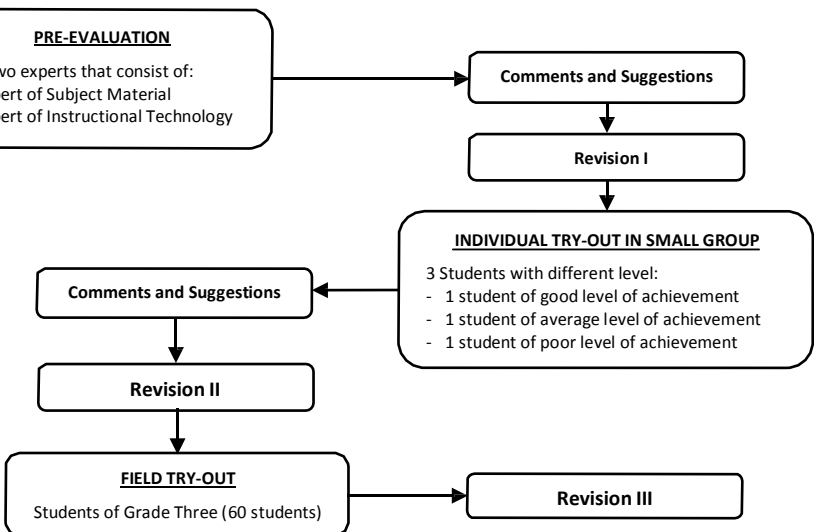 PRE-EVALUATION
wo experts that consist of:
ert of Subject Material
ert of Instructional Technology
Comments and Suggestions
Revision I
INDIVIDUAL TRY-OUT IN SMALL GROUP
3 Students with different level:
- 1 student of good level of achievement
- 1 student of average level of achievement
- 1 student of poor level of achievement
Comments and Suggestions
Revision II
FIELD TRY-OUT
Students of Grade Three (60 students)
Revision III